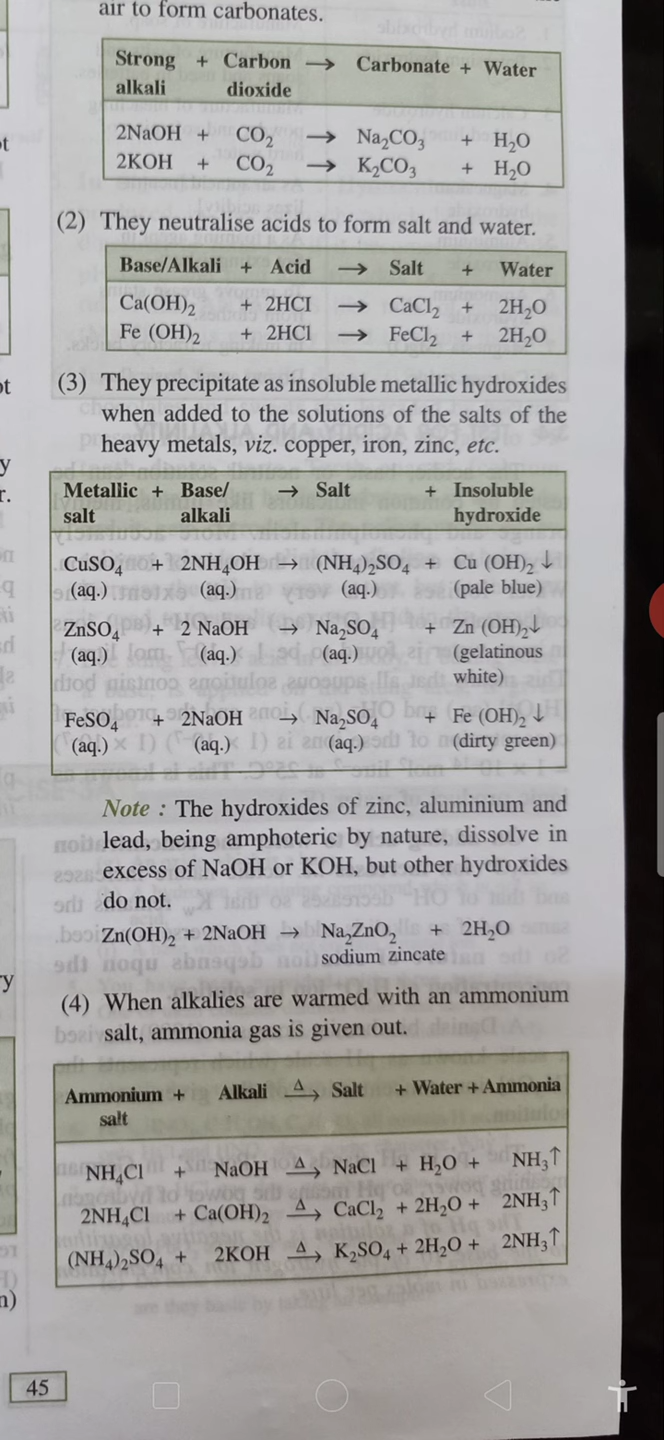 air to form carbonates.
Strong + Carbon → Carbonate + Water
alkali dioxide
2NaOH + CO₂ → Na₂CO₃ + H₂O
2KOH + CO₂ → K₂CO₃ + H₂O
(2) They neutralise acids to form salt and water.
Base/Alkali + Acid → Salt + Water
Ca(OH)₂ + 2HCI → CaCl₂ + 2H₂O
Fe (OH)₂ + 2HCl → FeCl₂ + 2H₂O
(3) They precipitate as insoluble metallic hydroxides
when added to the solutions of the salts of the
heavy metals, viz. copper, iron, zinc, etc.
Metallic + Base/ → Salt + Insoluble
salt alkali hydroxide
CuSO₄ + 2NH₄OH → (NH₄)₂SO₄ + Cu (OH)₂ ↓
(aq.) (aq.) (aq.) (pale blue)
ZnSO₄ + 2 NaOH → Na₂SO₄ + Zn (OH)₂↓
(aq.) (aq.) (aq.) (gelatinous
white)
FeSO₄ + 2NaOH → Na₂SO₄ + Fe (OH)₂ ↓
(aq.) (aq.) (aq.) (dirty green)
Note : The hydroxides of zinc, aluminium and
lead, being amphoteric by nature, dissolve in
excess of NaOH or KOH, but other hydroxides
do not.
Zn(OH)₂ + 2NaOH → Na₂ZnO₂ + 2H₂O
sodium zincate
(4) When alkalies are warmed with an ammonium
salt, ammonia gas is given out.
Ammonium + Alkali Δ→ Salt + Water + Ammonia
salt
NH₄Cl + NaOH Δ→ NaCl + H₂O + NH₃↑
2NH₄Cl + Ca(OH)₂ Δ→ CaCl₂ + 2H₂O + 2NH₃↑
(NH₄)₂SO₄ + 2KOH Δ→ K₂SO₄ + 2H₂O + 2NH₃↑
45